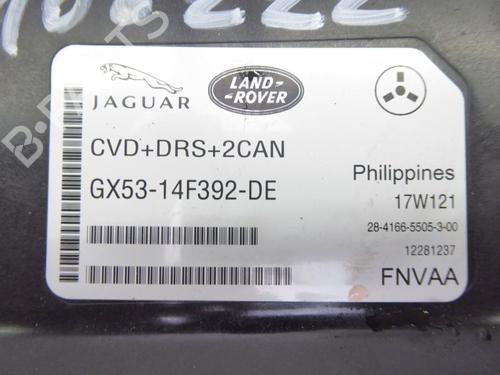 JAGUAR
LAND-
-ROVER
CVD+DRS+2CAN
GX53-14F392-DE
Philippines
17W121
28-4166-5505-3-00
12281237
FNVAA